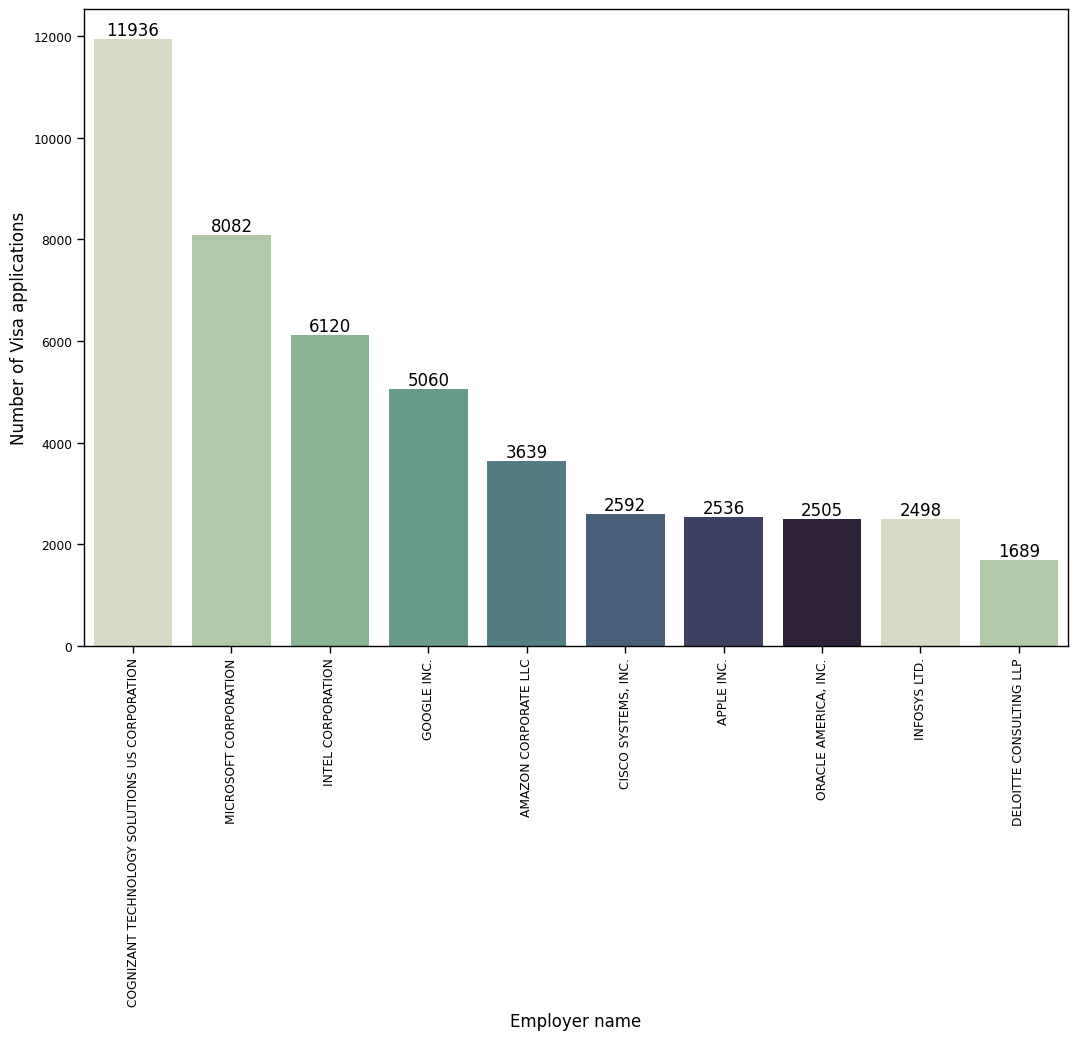 Number of Visa applications
12000
10000
8000
6000
4000
2000
0
11936
8082
6120
5060
3639
2592
2536
2505
2498
1689
COGNIZANT TECHNOLOGY SOLUTIONS US CORPORATION
MICROSOFT CORPORATION
INTEL CORPORATION
GOOGLE INC.
AMAZON CORPORATE LLC
CISCO SYSTEMS, INC.
APPLE INC.
ORACLE AMERICA, INC.
INFOSYS LTD.
DELOITTE CONSULTING LLP
Employer name